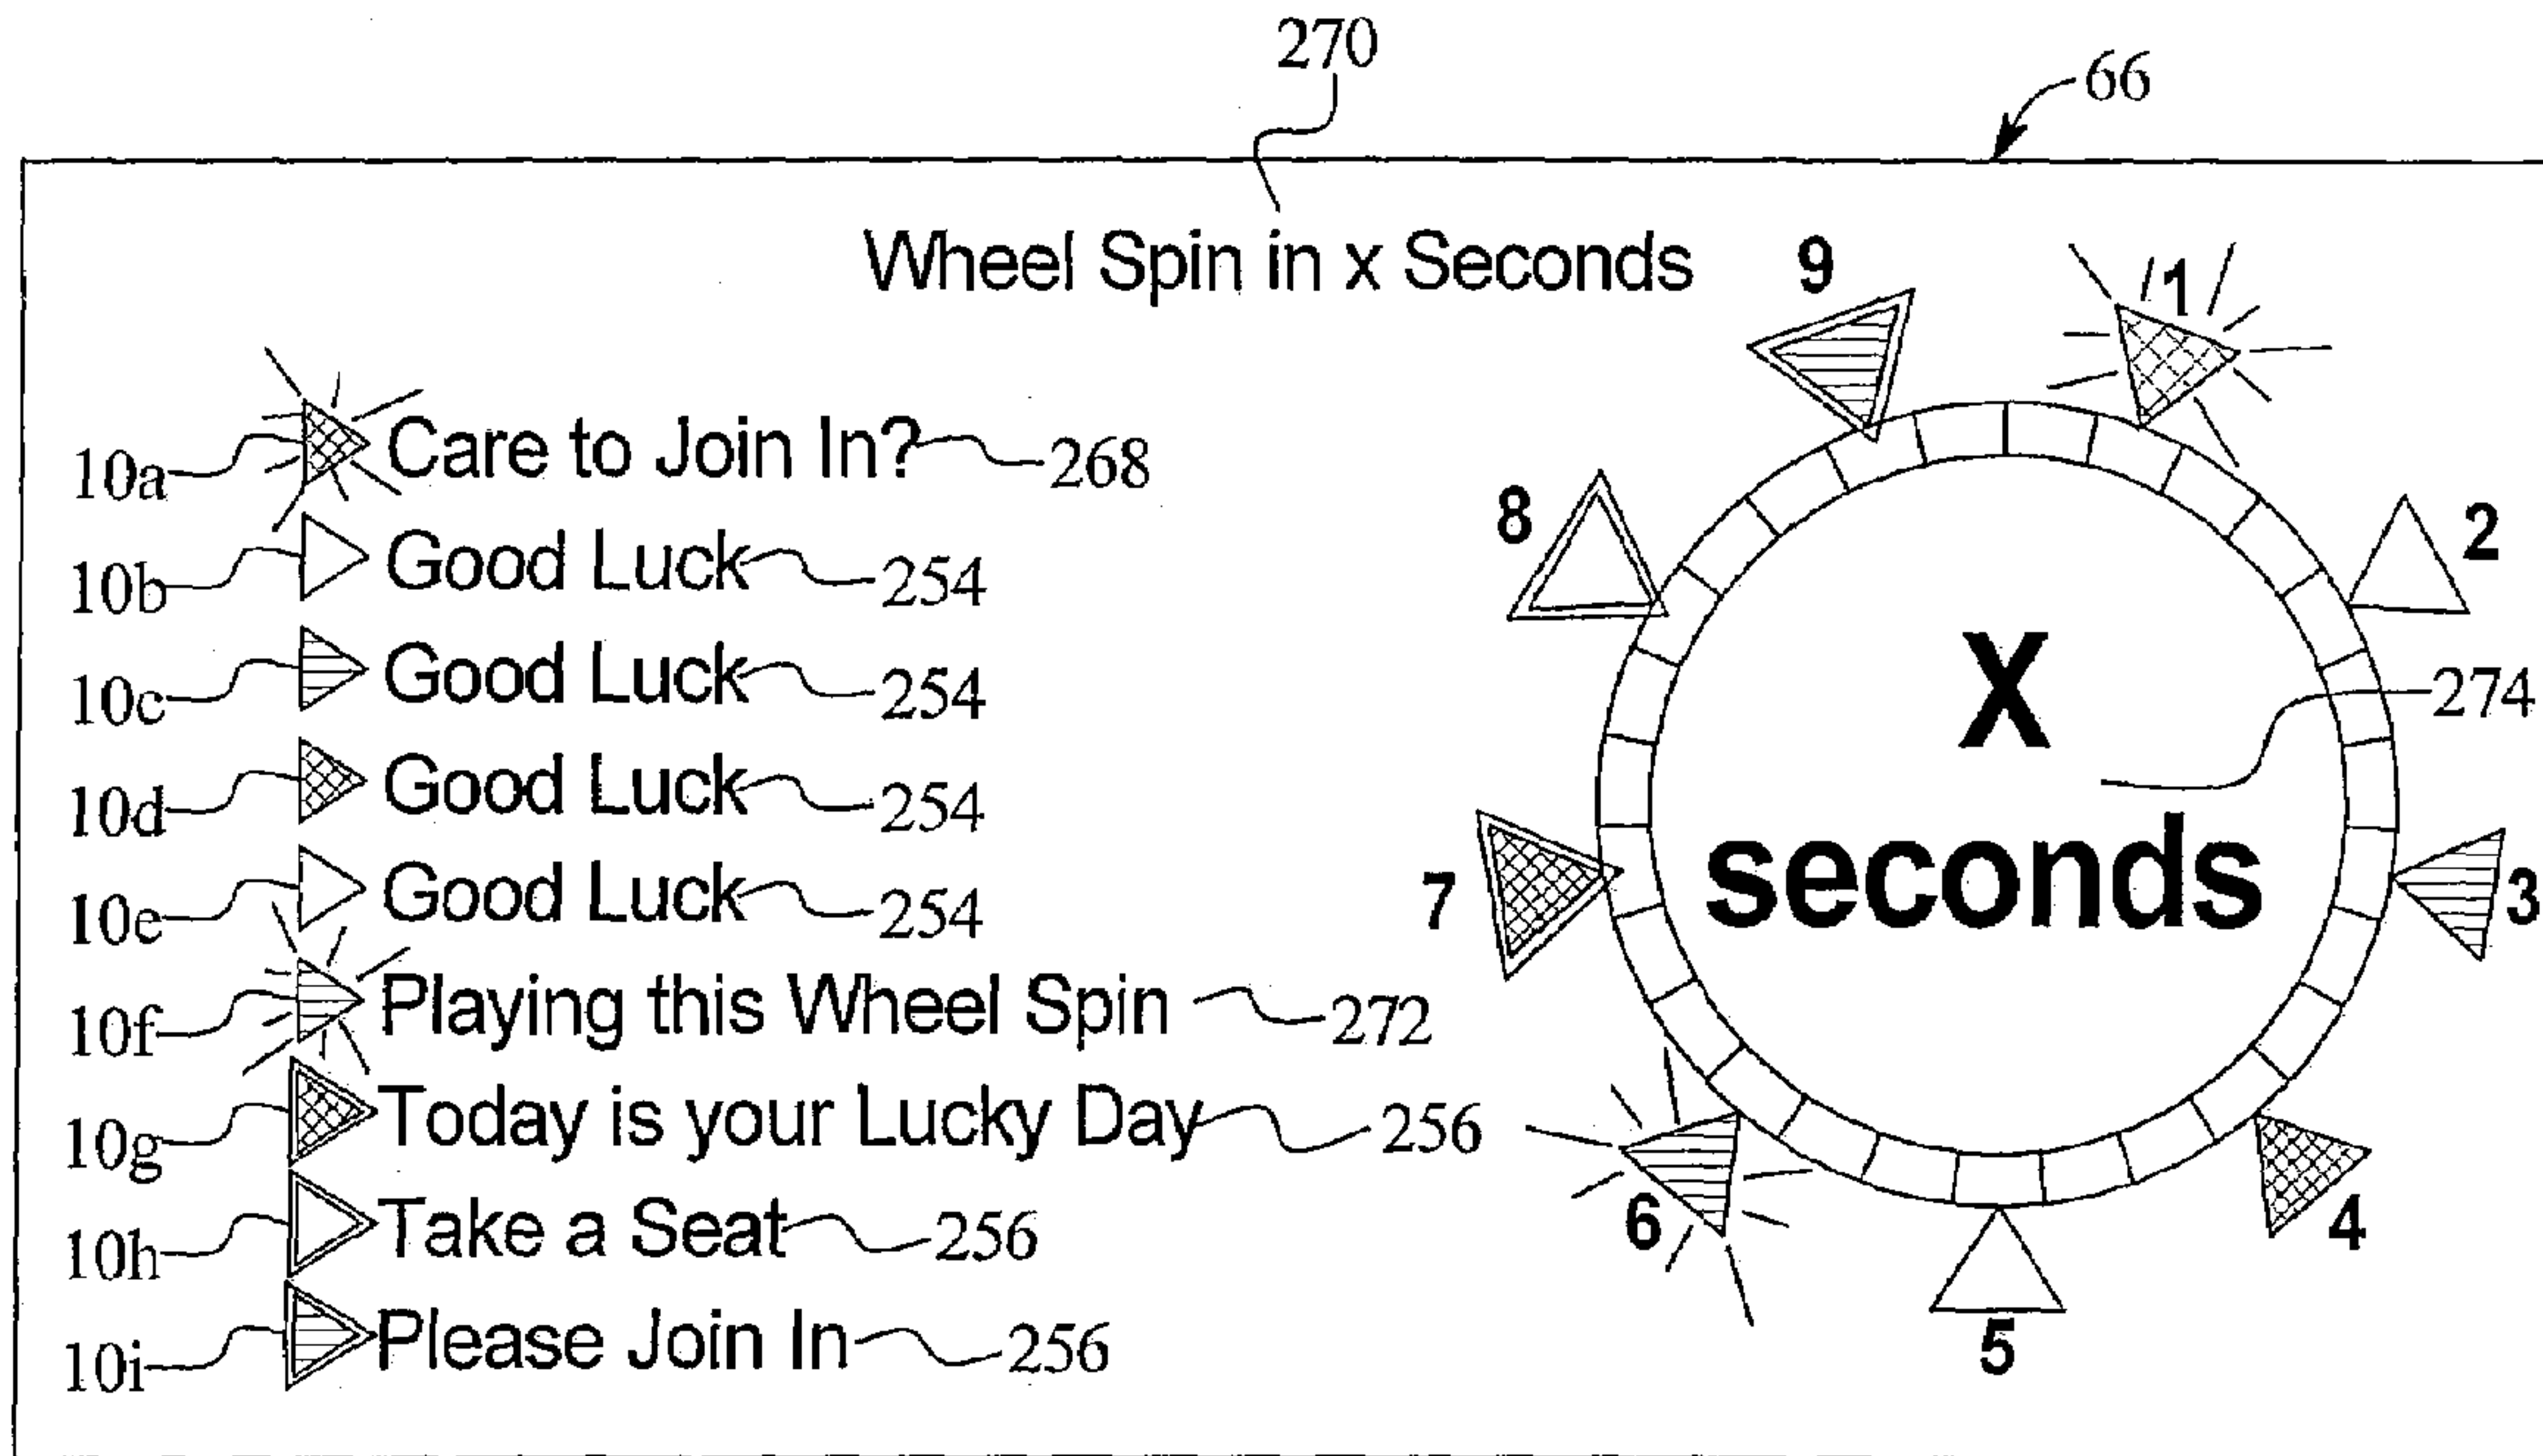 270
66
Wheel Spin in x Seconds
9
1
10a Care to Join In? 268
8
2
10b Good Luck 254
10c Good Luck 254
X
274
10d Good Luck 254
seconds
7
3
10e Good Luck 254
10f Playing this Wheel Spin 272
10g Today is your Lucky Day 256
6
4
10h Take a Seat 256
5
10i Please Join In 256